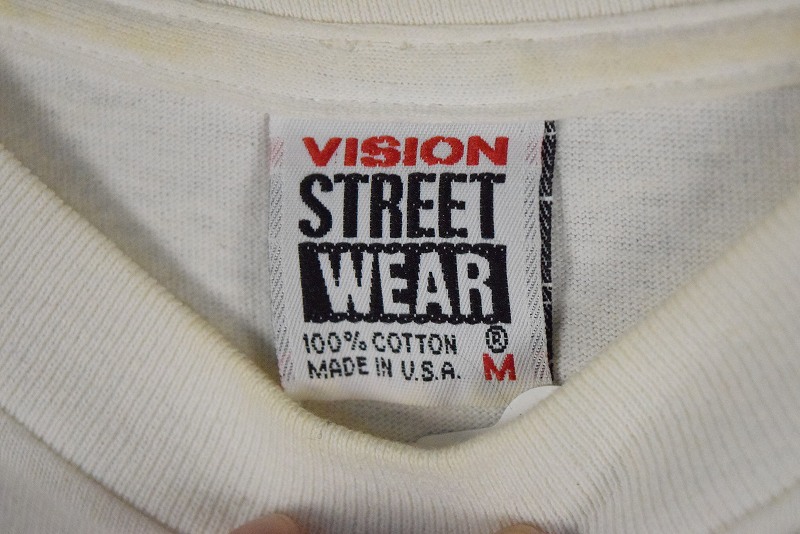 VISION
STREET
WEAR
®
100% COTTON
MADE IN U.S.A. M